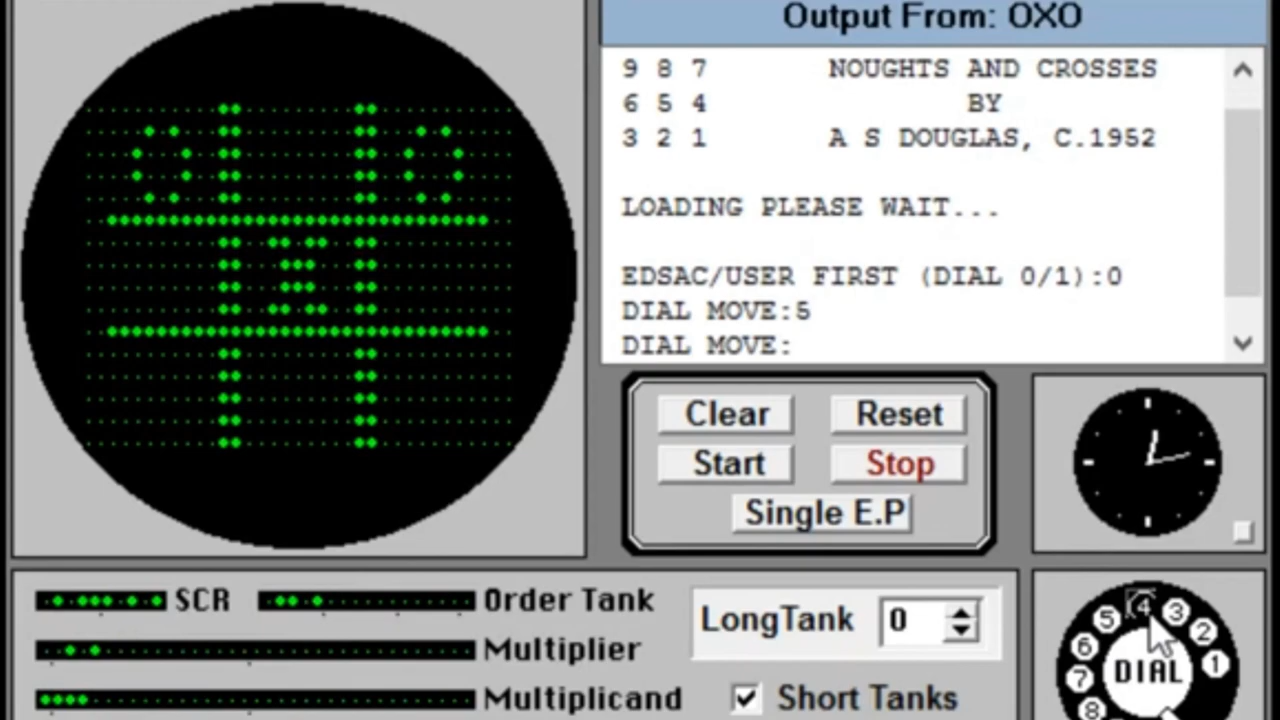 Output From: OXO
9 8 7 NOUGHTS AND CROSSES
6 5 4 BY
3 2 1 A S DOUGLAS, C.1952
LOADING PLEASE WAIT...
EDSAC/USER FIRST (DIAL 0/1):0
DIAL MOVE:5
DIAL MOVE:
Clear Reset
Start Stop
Single E.P
SCR Order Tank
LongTank 0
Multiplier
Multiplicand
Short Tanks
5 4 3
6 2
7 DIAL 1
8